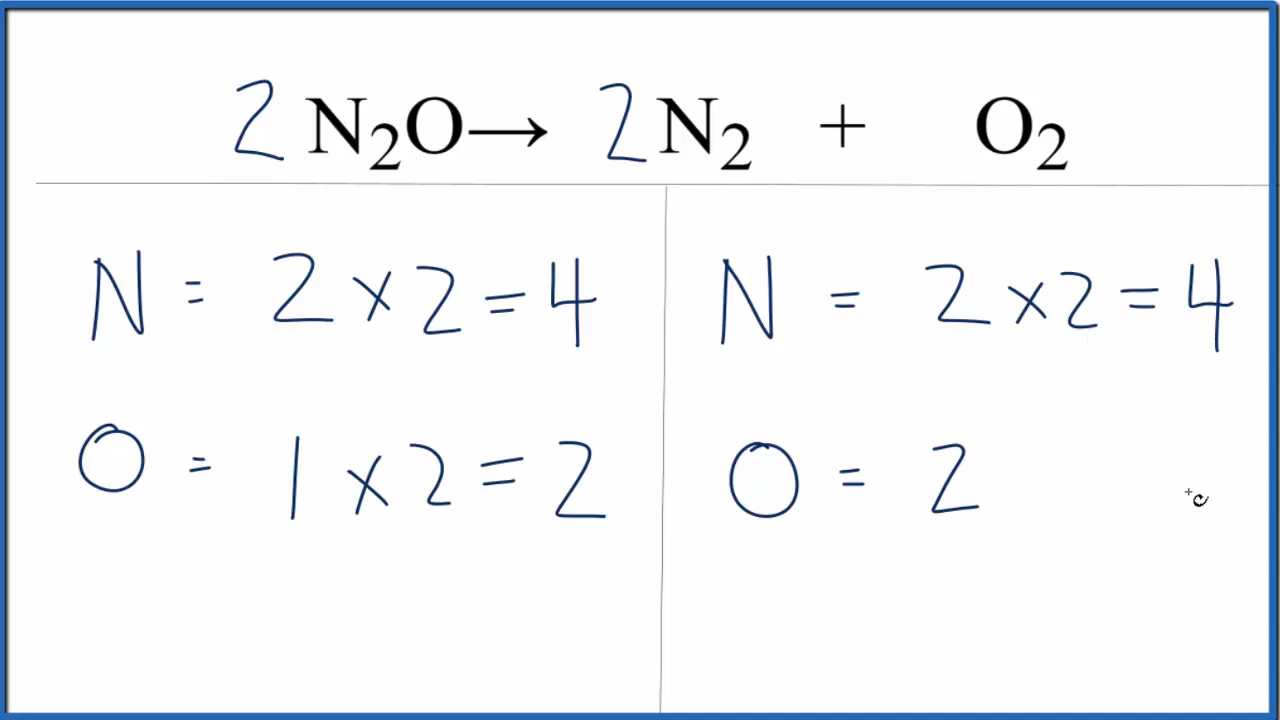 2 N₂O → 2 N₂ + O₂
N = 2 x 2 = 4
N = 2 x 2 = 4
O = 1 x 2 = 2
O = 2